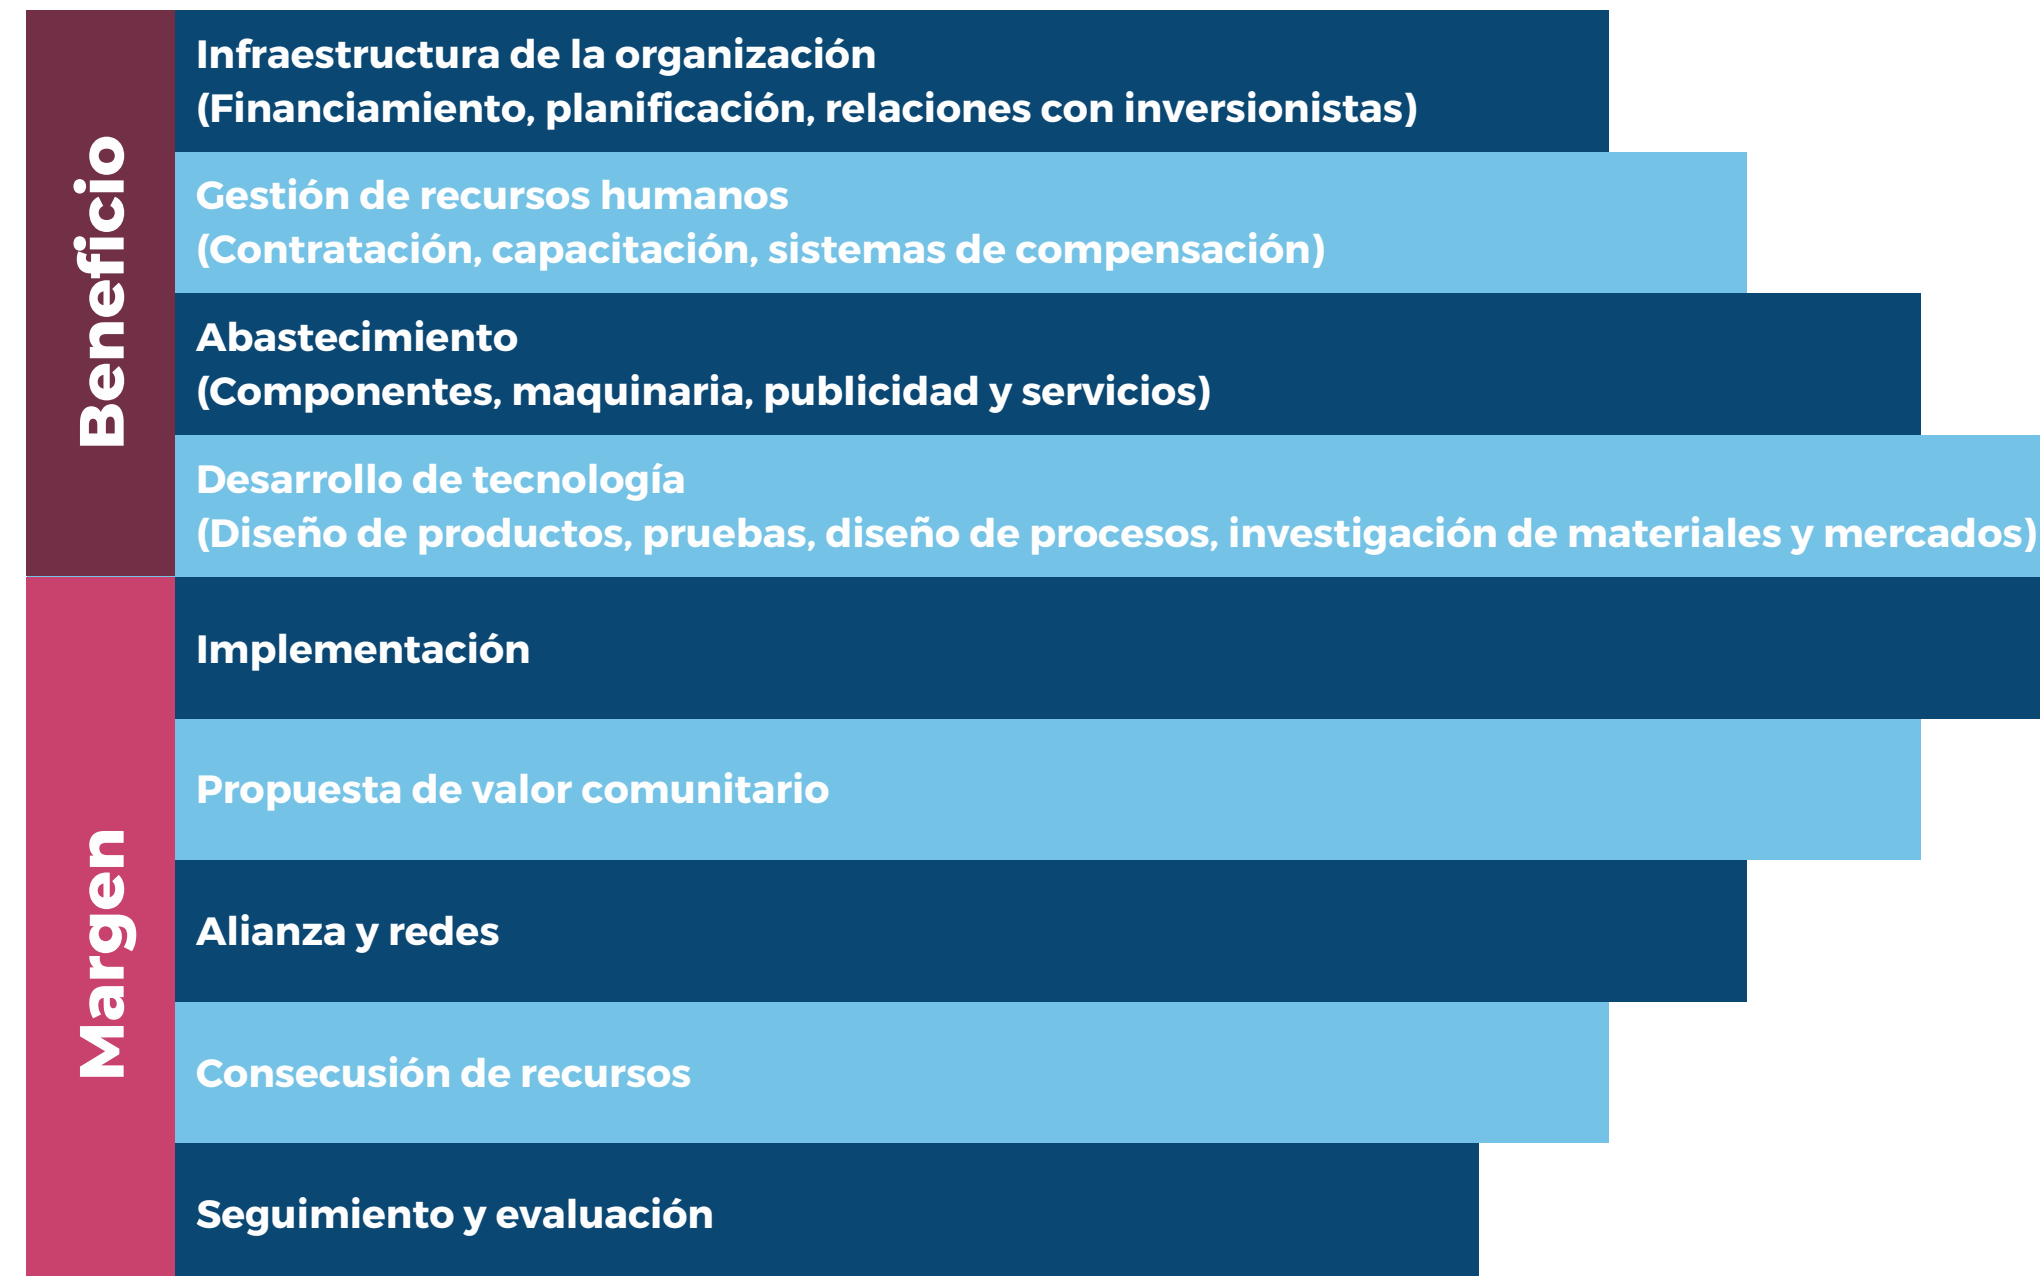 Beneficio
Infraestructura de la organización
(Financiamiento, planificación, relaciones con inversionistas)
Gestión de recursos humanos
(Contratación, capacitación, sistemas de compensación)
Abastecimiento
(Componentes, maquinaria, publicidad y servicios)
Desarrollo de tecnología
(Diseño de productos, pruebas, diseño de procesos, investigación de materiales y mercados)
Margen
Implementación
Propuesta de valor comunitario
Alianza y redes
Consecusión de recursos
Seguimiento y evaluación